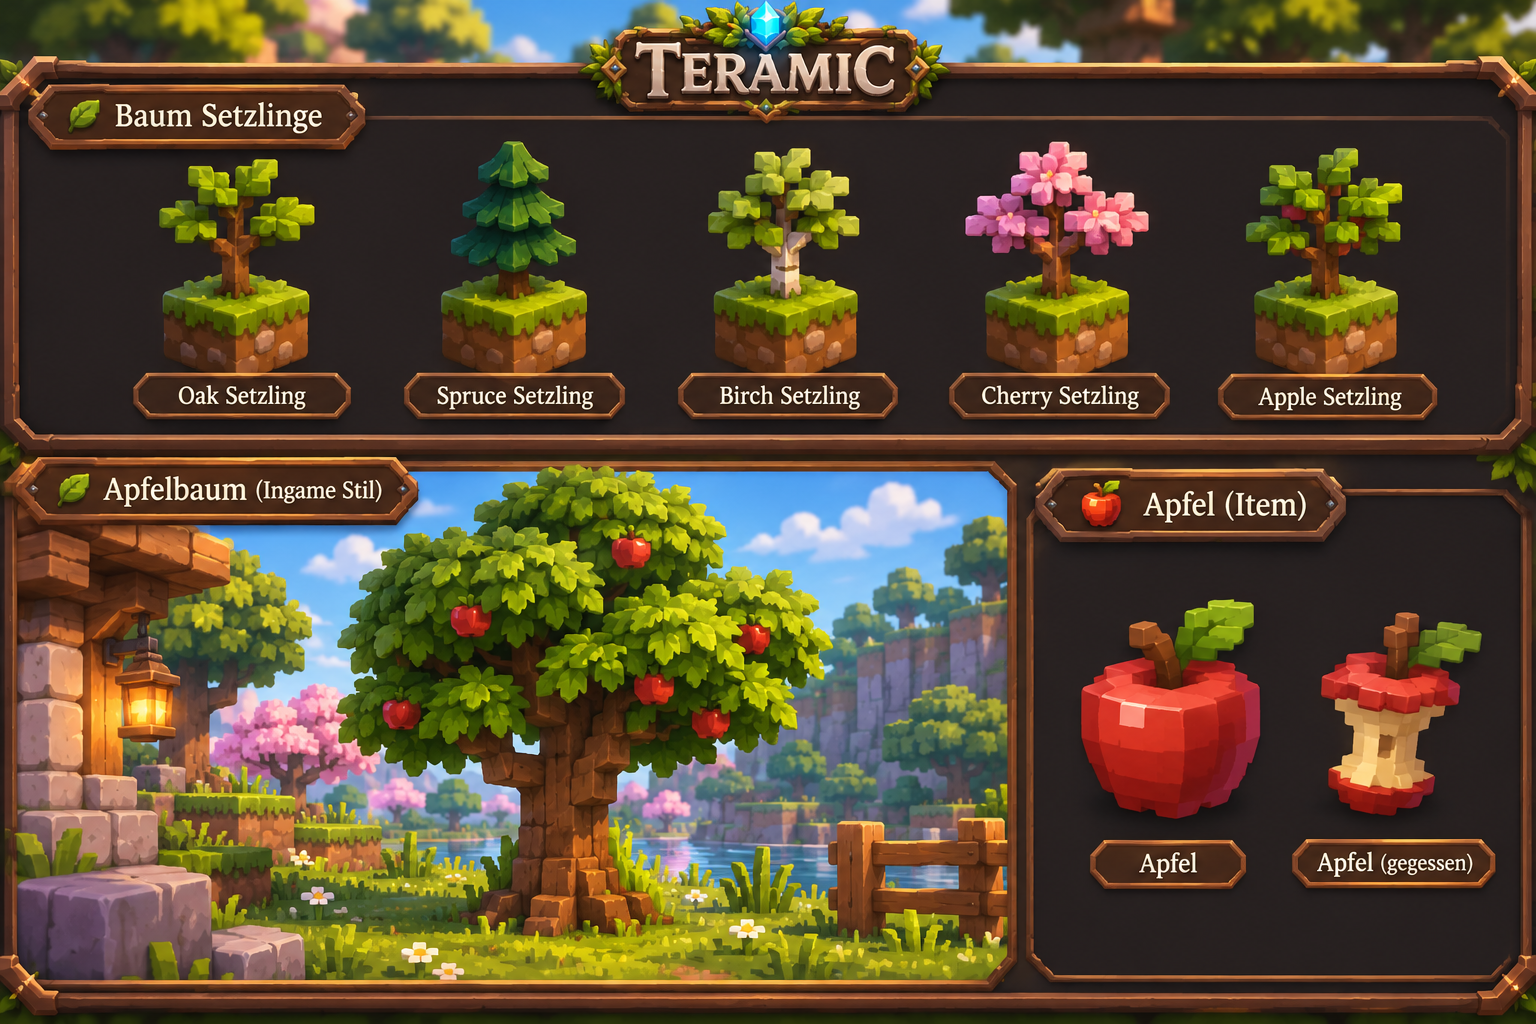 TERAMIC
Baum Setzlinge
Oak Setzling
Spruce Setzling
Birch Setzling
Cherry Setzling
Apple Setzling
Apfelbaum (Ingame Stil)
Apfel (Item)
Apfel
Apfel (gegessen)